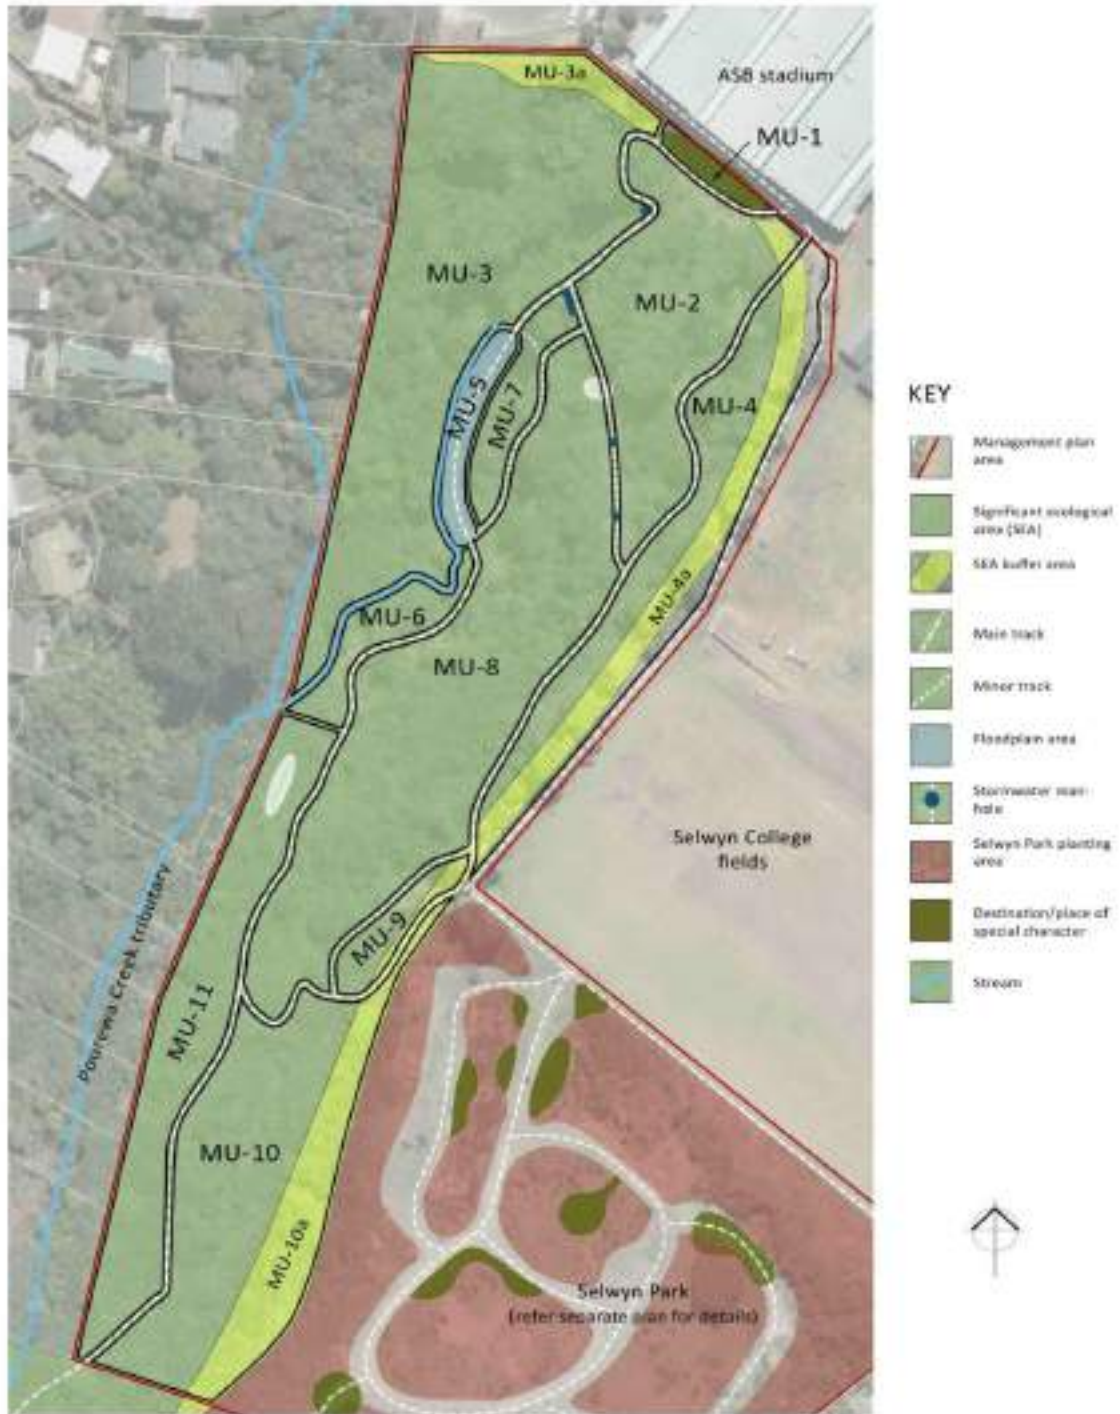 MU-3a
ASB stadium
MU-1
MU-3
MU-2
MU-5
MU-7
MU-4
MU-4a
MU-6
MU-8
Selwyn College
fields
MU-9
Pourewa Creek tributary
MU-11
MU-10
MU-10a
Selwyn Park
(refer separate plan for details)
KEY
Management plan
area
Significant ecological
area (SEA)
SEA buffer area
Main track
Minor track
Floodplain area
Stormwater man-
hole
Selwyn Park planting
area
Destination/place of
special character
Stream